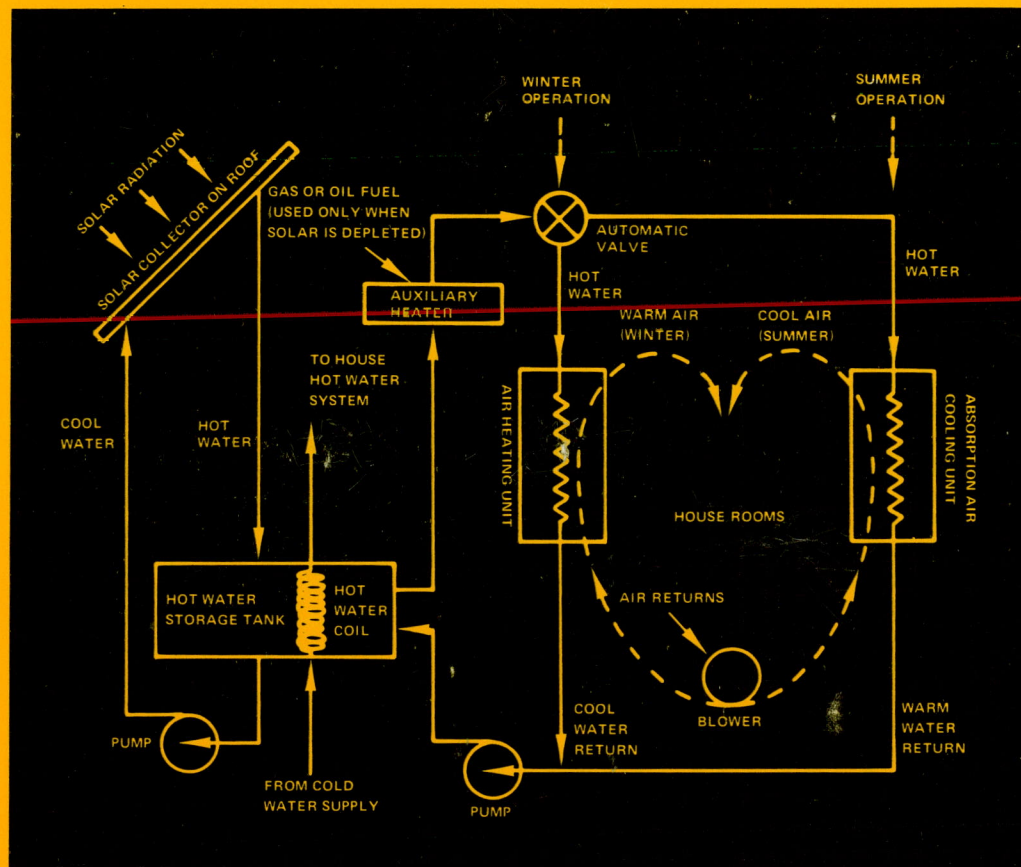 WINTER
OPERATION
SUMMER
OPERATION
SOLAR RADIATION
SOLAR COLLECTOR ON ROOF
GAS OR OIL FUEL
(USED ONLY WHEN
SOLAR IS DEPLETED)
AUTOMATIC
VALVE
HOT
WATER
HOT
WATER
AUXILIARY
HEATER
WARM AIR
(WINTER)
COOL AIR
(SUMMER)
TO HOUSE
HOT WATER
SYSTEM
COOL
WATER
HOT
WATER
AIR HEATING UNIT
ABSORPTION AIR
COOLING UNIT
HOUSE ROOMS
HOT WATER
STORAGE TANK
HOT
WATER
COIL
AIR RETURNS
BLOWER
COOL
WATER
RETURN
WARM
WATER
RETURN
PUMP
FROM COLD
WATER SUPPLY
PUMP